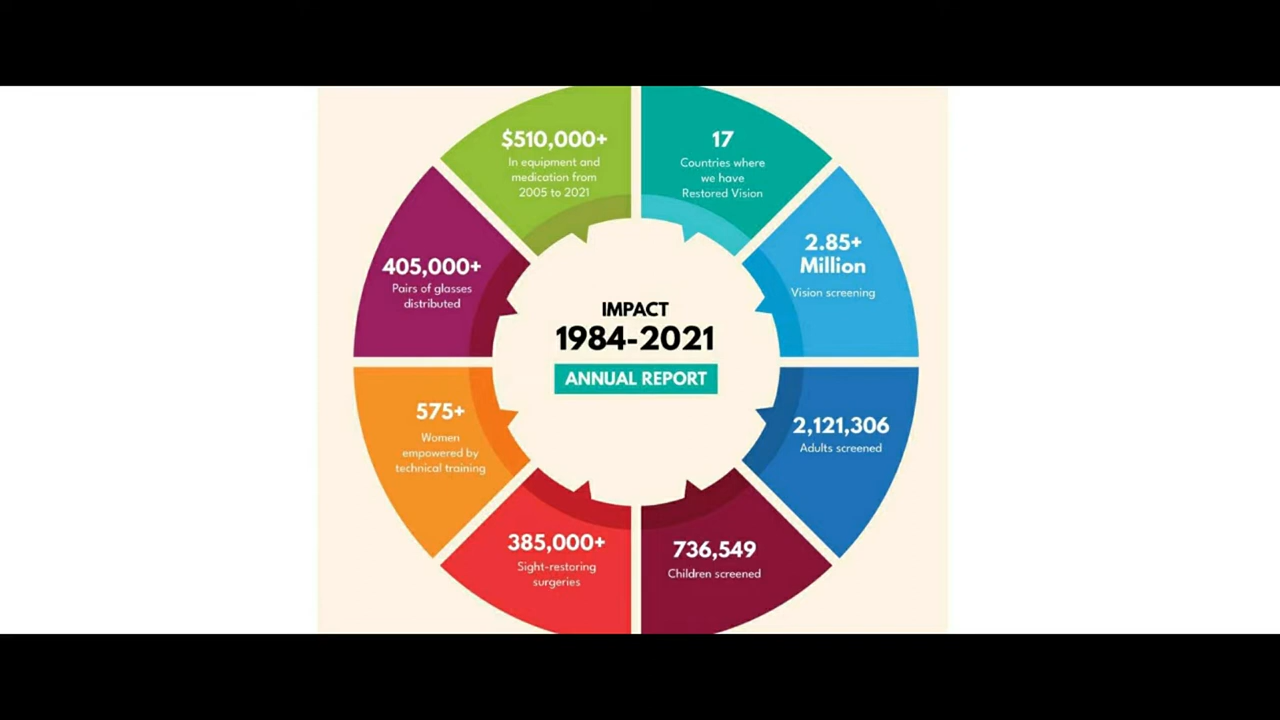 IMPACT
1984-2021
ANNUAL REPORT
17
Countries where
we have
Restored Vision
2.85+
Million
Vision screening
2,121,306
Adults screened
736,549
Children screened
385,000+
Sight-restoring
surgeries
575+
Women
empowered by
technical training
405,000+
Pairs of glasses
distributed
$510,000+
In equipment and
medication from
2005 to 2021